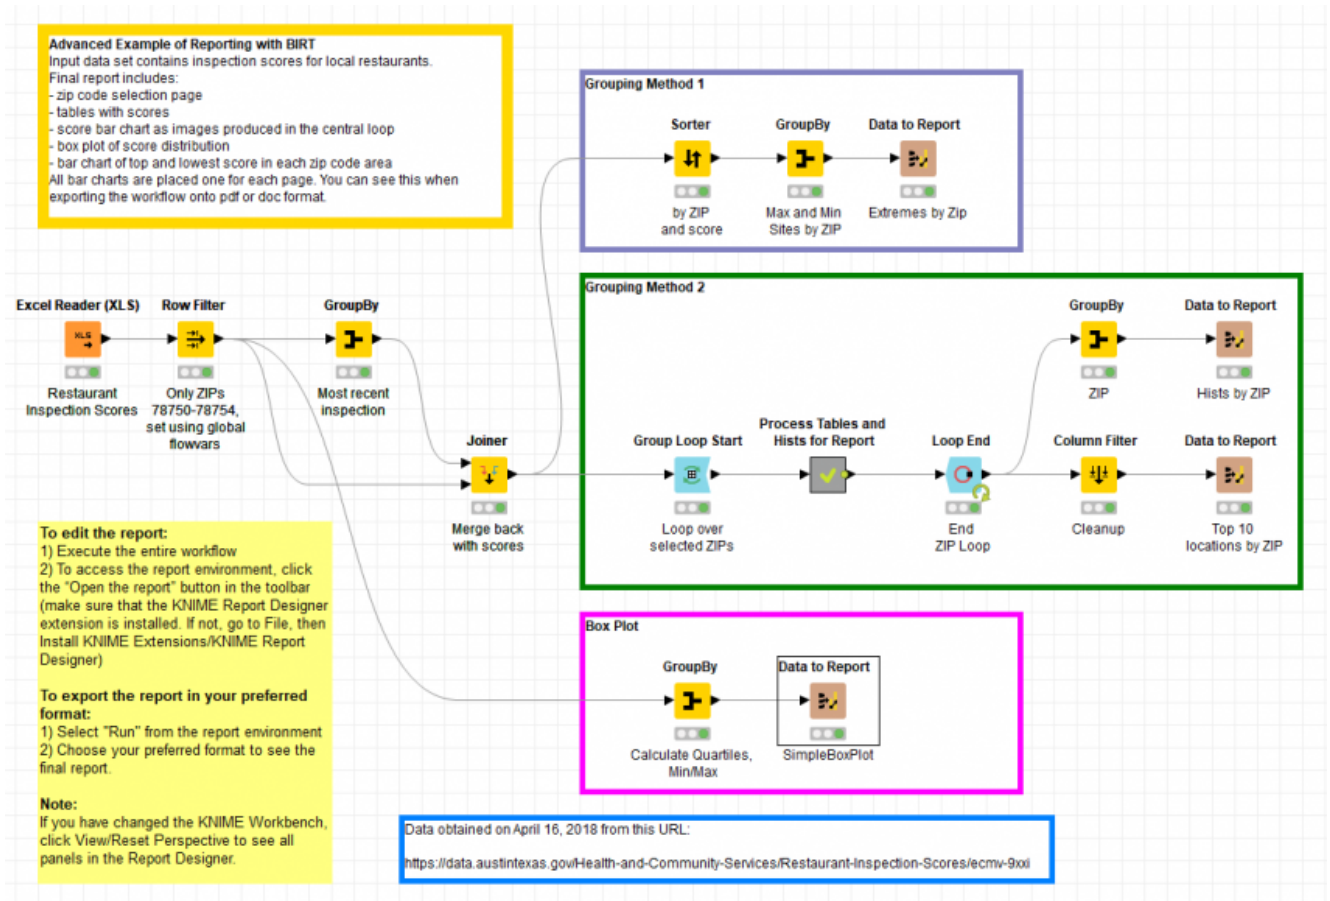 Advanced Example of Reporting with BIRT
Input data set contains inspection scores for local restaurants.
Final report includes:
- zip code selection page
- tables with scores
- score bar chart as images produced in the central loop
- box plot of score distribution
- bar chart of top and lowest score in each zip code area
All bar charts are placed one for each page. You can see this when
exporting the workflow onto pdf or doc format.
Grouping Method 1
Sorter
GroupBy
Data to Report
by ZIP
and score
Max and Min
Sites by ZIP
Extremes by Zip
Excel Reader (XLS)
XLS
Restaurant
Inspection Scores
Row Filter
Only ZIPs
78750-78754,
set using global
flowvars
GroupBy
Most recent
inspection
Joiner
Merge back
with scores
Grouping Method 2
Group Loop Start
Loop over
selected ZIPs
Process Tables and
Hists for Report
Loop End
End
ZIP Loop
GroupBy
ZIP
Data to Report
Hists by ZIP
Column Filter
Cleanup
Data to Report
Top 10
locations by ZIP
To edit the report:
1) Execute the entire workflow
2) To access the report environment, click
the "Open the report" button in the toolbar
(make sure that the KNIME Report Designer
extension is installed. If not, go to File, then
Install KNIME Extensions/KNIME Report
Designer)
To export the report in your preferred
format:
1) Select "Run" from the report environment
2) Choose your preferred format to see the
final report.
Note:
If you have changed the KNIME Workbench,
click View/Reset Perspective to see all
panels in the Report Designer.
Box Plot
GroupBy
Calculate Quartiles,
Min/Max
Data to Report
SimpleBoxPlot
Data obtained on April 16, 2018 from this URL:
https://data.austintexas.gov/Health-and-Community-Services/Restaurant-Inspection-Scores/ecmv-9xxi